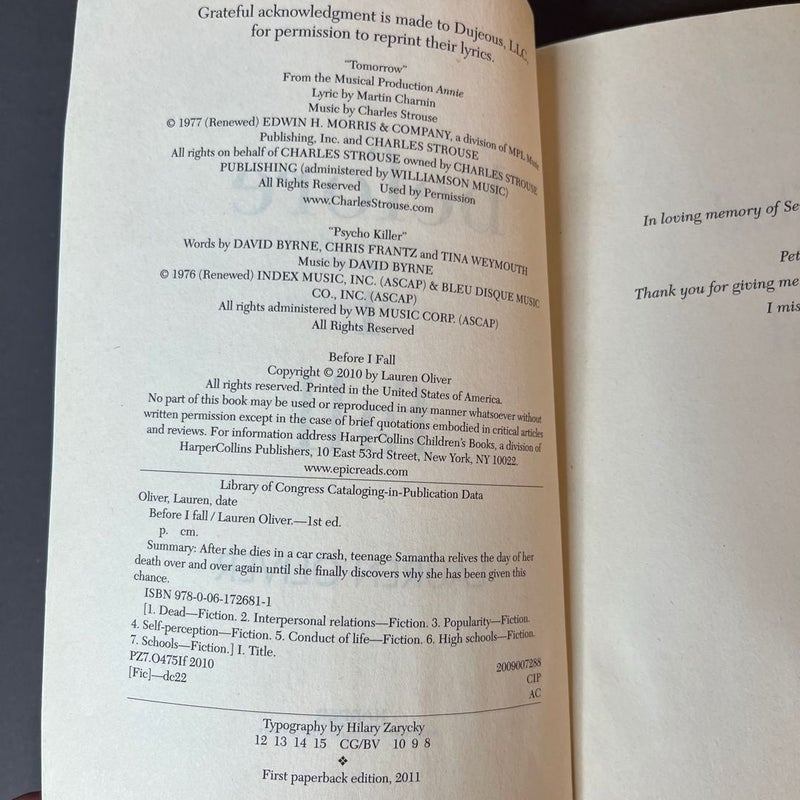 Grateful acknowledgment is made to Dujeous, LLC,
for permission to reprint their lyrics.
"Tomorrow"
From the Musical Production Annie
Lyric by Martin Charnin
Music by Charles Strouse
© 1977 (Renewed) EDWIN H. MORRIS & COMPANY, a division of MPL Music
Publishing, Inc. and CHARLES STROUSE
All rights on behalf of CHARLES STROUSE owned by CHARLES STROUSE
PUBLISHING (administered by WILLIAMSON MUSIC)
All Rights Reserved Used by Permission
www.CharlesStrouse.com
"Psycho Killer"
Words by DAVID BYRNE, CHRIS FRANTZ and TINA WEYMOUTH
Music by DAVID BYRNE
© 1976 (Renewed) INDEX MUSIC, INC. (ASCAP) & BLEU DISQUE MUSIC
CO., INC. (ASCAP)
All rights administered by WB MUSIC CORP. (ASCAP)
All Rights Reserved
Before I Fall
Copyright © 2010 by Lauren Oliver
All rights reserved. Printed in the United States of America.
No part of this book may be used or reproduced in any manner whatsoever without
written permission except in the case of brief quotations embodied in critical articles
and reviews. For information address HarperCollins Children's Books, a division of
HarperCollins Publishers, 10 East 53rd Street, New York, NY 10022.
www.epicreads.com
Library of Congress Cataloging-in-Publication Data
Oliver, Lauren, date
Before I fall / Lauren Oliver.—1st ed.
p. cm.
Summary: After she dies in a car crash, teenage Samantha relives the day of her
death over and over again until she finally discovers why she has been given this
chance.
ISBN 978-0-06-172681-1
[1. Dead—Fiction. 2. Interpersonal relations—Fiction. 3. Popularity—Fiction.
4. Self-perception—Fiction. 5. Conduct of life—Fiction. 6. High schools—Fiction.
7. Schools—Fiction.] I. Title.
PZ7.O475If 2010 2009007288
[Fic]—dc22 CIP
AC
Typography by Hilary Zarycky
12 13 14 15 CG/BV 10 9 8
❖
First paperback edition, 2011
In loving memory of Se
Pet
Thank you for giving me
I mis